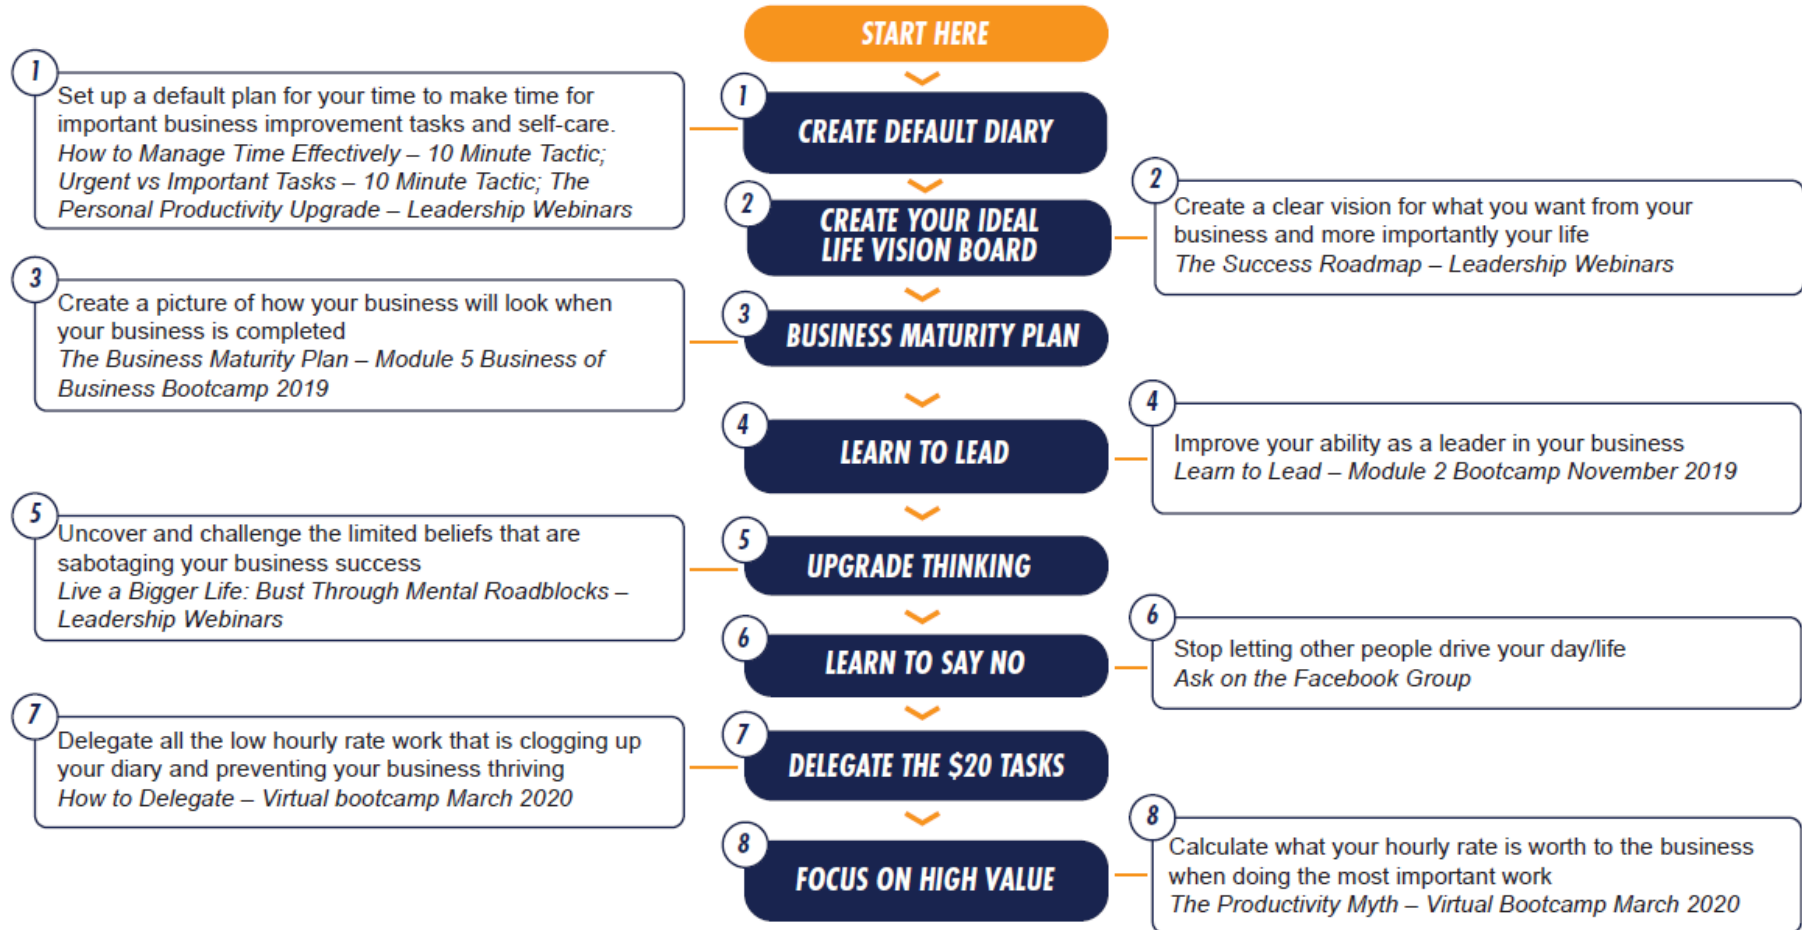 START HERE
1
Set up a default plan for your time to make time for
important business improvement tasks and self-care.
How to Manage Time Effectively – 10 Minute Tactic;
Urgent vs Important Tasks – 10 Minute Tactic; The
Personal Productivity Upgrade – Leadership Webinars
1
CREATE DEFAULT DIARY
2
CREATE YOUR IDEAL
LIFE VISION BOARD
2
Create a clear vision for what you want from your
business and more importantly your life
The Success Roadmap – Leadership Webinars
3
Create a picture of how your business will look when
your business is completed
The Business Maturity Plan – Module 5 Business of
Business Bootcamp 2019
3
BUSINESS MATURITY PLAN
4
LEARN TO LEAD
4
Improve your ability as a leader in your business
Learn to Lead – Module 2 Bootcamp November 2019
5
Uncover and challenge the limited beliefs that are
sabotaging your business success
Live a Bigger Life: Bust Through Mental Roadblocks –
Leadership Webinars
5
UPGRADE THINKING
6
LEARN TO SAY NO
6
Stop letting other people drive your day/life
Ask on the Facebook Group
7
Delegate all the low hourly rate work that is clogging up
your diary and preventing your business thriving
How to Delegate – Virtual bootcamp March 2020
7
DELEGATE THE $20 TASKS
8
FOCUS ON HIGH VALUE
8
Calculate what your hourly rate is worth to the business
when doing the most important work
The Productivity Myth – Virtual Bootcamp March 2020